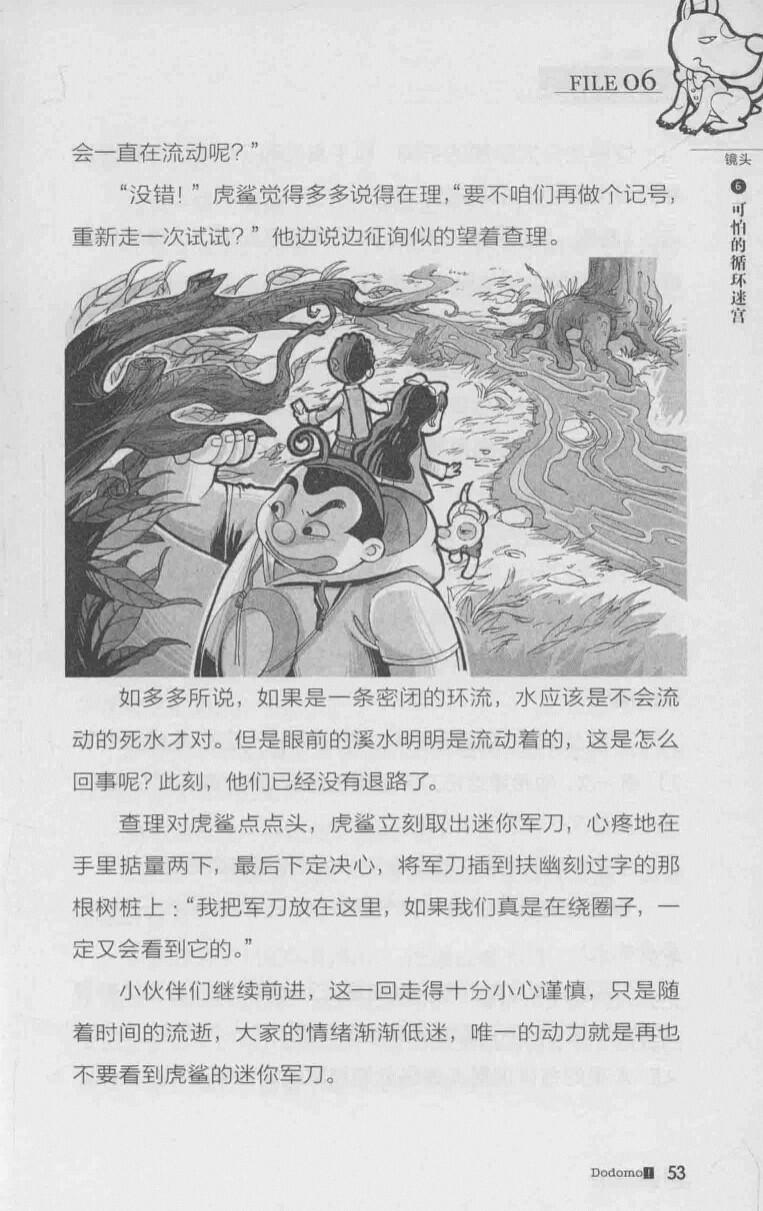 FILE 06
镜头
❻
可怕的循环迷宫
会一直在流动呢？”
“没错！”虎鲨觉得多多说得在理，“要不咱们再做个记号，
重新走一次试试？”他边说边征询似的望着查理。
如多多所说，如果是一条密闭的环流，水应该是不会流
动的死水才对。但是眼前的溪水明明是流动着的，这是怎么
回事呢？此刻，他们已经没有退路了。
查理对虎鲨点点头，虎鲨立刻取出迷你军刀，心疼地在
手里掂量两下，最后下定决心，将军刀插到扶幽刻过字的那
根树桩上：“我把军刀放在这里，如果我们真是在绕圈子，一
定又会看到它的。”
小伙伴们继续前进，这一回走得十分小心谨慎，只是随
着时间的流逝，大家的情绪渐渐低迷，唯一的动力就是再也
不要看到虎鲨的迷你军刀。
Dodomo! 53